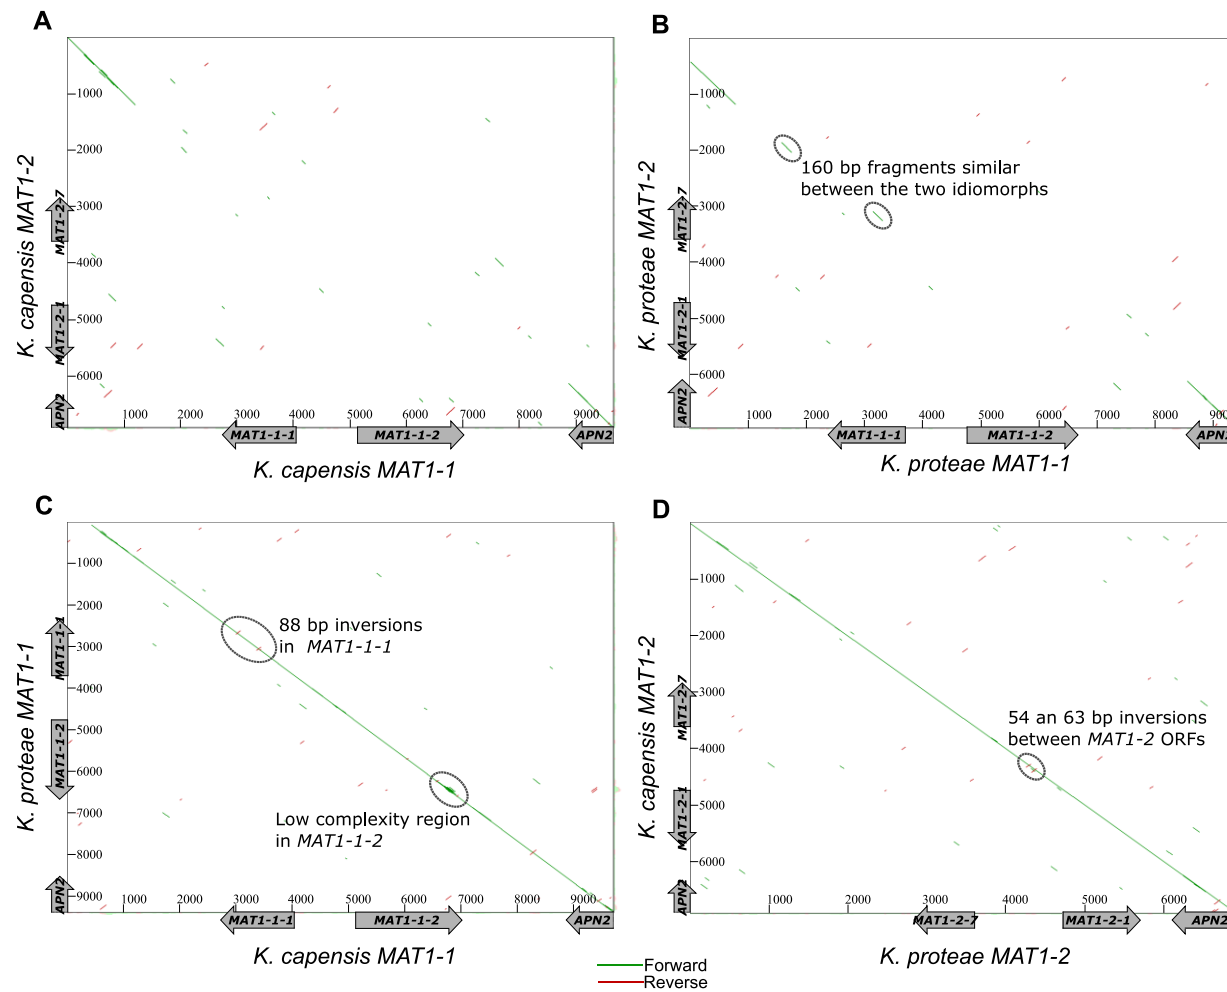 A
1000
2000
3000
4000
5000
6000
K. capensis MAT1-2
MAT1-2-7
MAT1-2-1
APN2
1000
2000
3000
4000
5000
6000
7000
8000
9000
MAT1-1-1
MAT1-1-2
APN2
K. capensis MAT1-1
B
1000
2000
3000
4000
5000
6000
K. proteae MAT1-2
MAT1-2-7
MAT1-2-1
APN2
160 bp fragments similar
between the two idiomorphs
1000
2000
3000
4000
5000
6000
7000
8000
900
MAT1-1-1
MAT1-1-2
APN2
K. proteae MAT1-1
C
1000
2000
3000
4000
5000
6000
7000
8000
9000
K. proteae MAT1-1
MAT1-1-1
MAT1-1-2
APN2
88 bp inversions
in MAT1-1-1
Low complexity region
in MAT1-1-2
1000
2000
3000
4000
5000
6000
7000
8000
9000
MAT1-1-1
MAT1-1-2
APN2
K. capensis MAT1-1
D
1000
2000
3000
4000
5000
6000
K. capensis MAT1-2
MAT1-2-7
MAT1-2-1
APN2
54 an 63 bp inversions
between MAT1-2 ORFs
1000
2000
3000
4000
5000
6000
MAT1-2-7
MAT1-2-1
APN2
K. proteae MAT1-2
Forward
Reverse